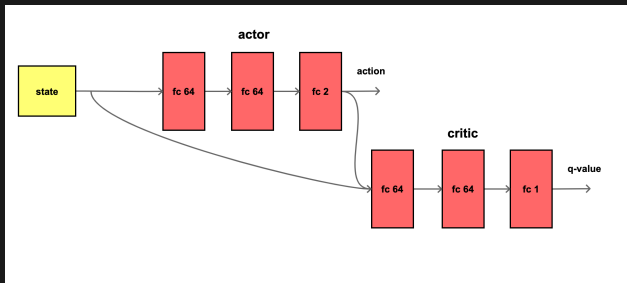 actor
state
fc 64
fc 64
fc 2
action
critic
fc 64
fc 64
fc 1
q-value